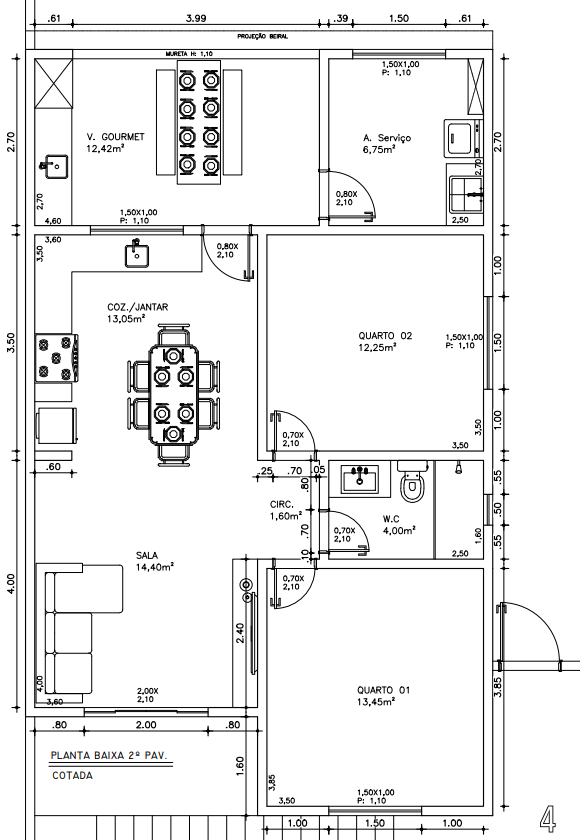 .61 3.99 .39 1.50 .61
PROJEÇÃO BEIRAL
MURETA H: 1,10
1,50X1,00
P: 1,10
2.70
V. GOURMET
12,42m²
A. Serviço
6,75m²
2.70
2,70
0,80X
2,10
2,70
4,60
1,50X1,00
P: 1,10
2,50
3,60
3,50
0,80X
2,10
1.00
COZ./JANTAR
13,05m²
3.50
QUARTO 02
12,25m²
1,50X1,00
P: 1,10
1.50
3,50
1.00
0,70X
2,10
3,50
.60
.25 .70 .05
.80
.55
CIRC.
1,60m²
W.C
4,00m²
.50
0,70X
2,10
.70
1,60
.55
.10
2,50
SALA
14,40m²
0,70X
2,10
4.00
2.40
4,00
3,60
2,00X
2,10
QUARTO 01
13,45m²
3.85
.80 2.00 .80
PLANTA BAIXA 2º PAV.
COTADA
1.60
3,85
3,50
1,50X1,00
P: 1,10
1.00 1.50 1.00
4